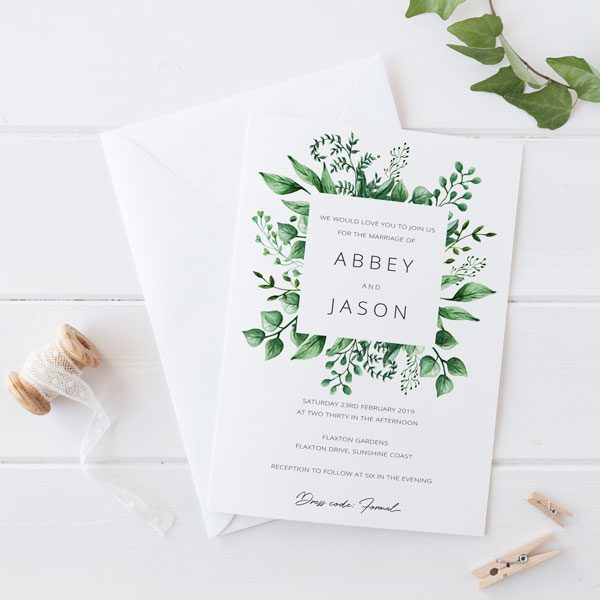 WE WOULD LOVE YOU TO JOIN US
FOR THE MARRIAGE OF
ABBEY
AND
JASON
SATURDAY 23RD FEBRUARY 2019
AT TWO THIRTY IN THE AFTERNOON
FLAXTON GARDENS
FLAXTON DRIVE, SUNSHINE COAST
RECEPTION TO FOLLOW AT SIX IN THE EVENING
Dress code: Formal